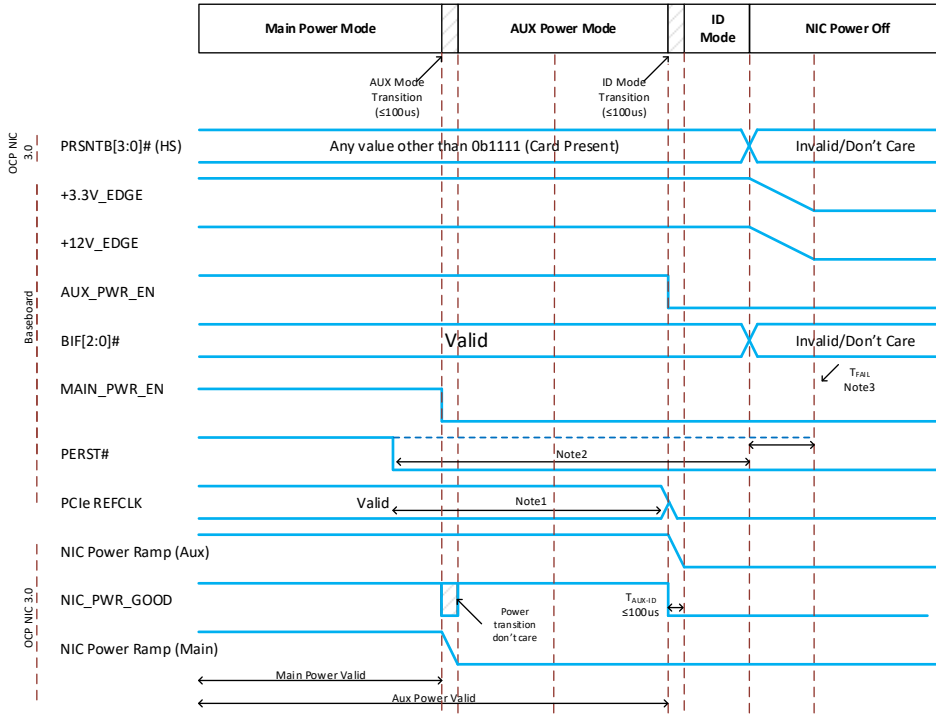 Main Power Mode
AUX Power Mode
ID
Mode
NIC Power Off
AUX Mode
Transition
(≤100us)
ID Mode
Transition
(≤100us)
OCP NIC
3.0
PRSNTB[3:0]# (HS)
Any value other than 0b1111 (Card Present)
Invalid/Don't Care
+3.3V_EDGE
+12V_EDGE
AUX_PWR_EN
Baseboard
BIF[2:0]#
Valid
Invalid/Don't Care
TFAIL
Note3
MAIN_PWR_EN
PERST#
Note2
PCIe REFCLK
Valid
Note1
NIC Power Ramp (Aux)
OCP NIC 3.0
NIC_PWR_GOOD
Power
transition
don't care
TAUX-ID
≤100us
NIC Power Ramp (Main)
Main Power Valid
Aux Power Valid